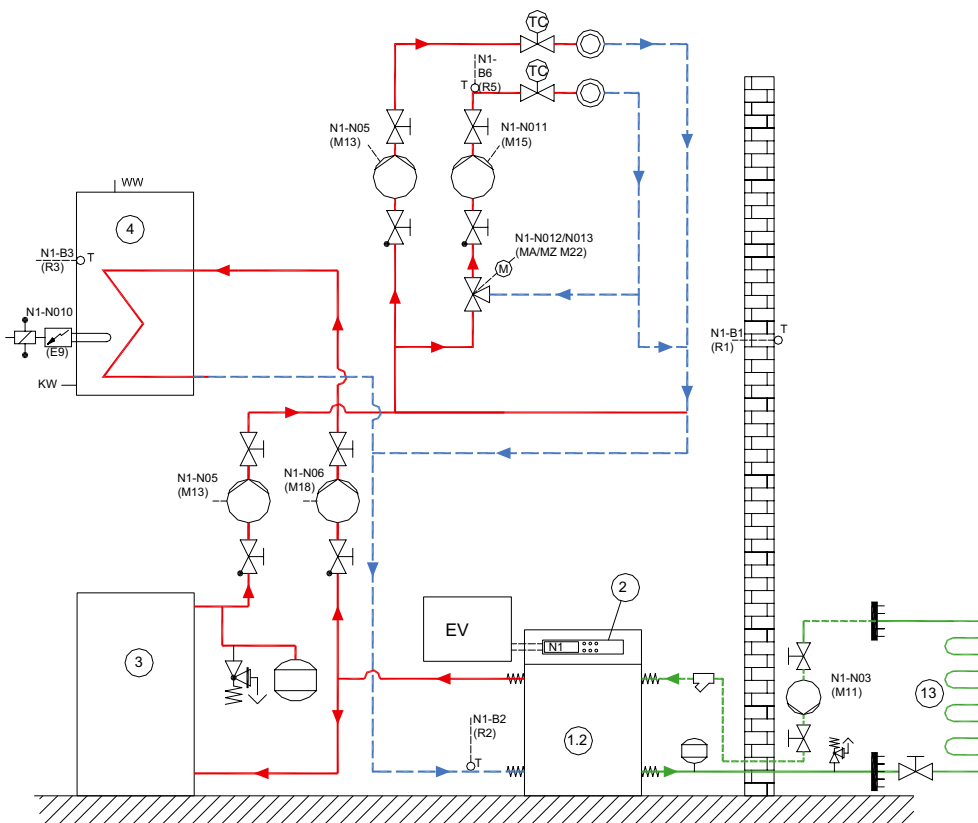 TC
N1-
B6
(R5)
T
TC
N1-N05
(M13)
N1-N011
(M15)
WW
4
N1-B3
(R3)
T
N1-N012/N013
(MA/MZ M22)
M
N1-N010
(E9)
KW
N1-B1
(R1)
T
N1-N05
(M13)
N1-N06
(M18)
2
EV
N1
3
N1-N03
(M11)
13
N1-B2
(R2)
T
1.2